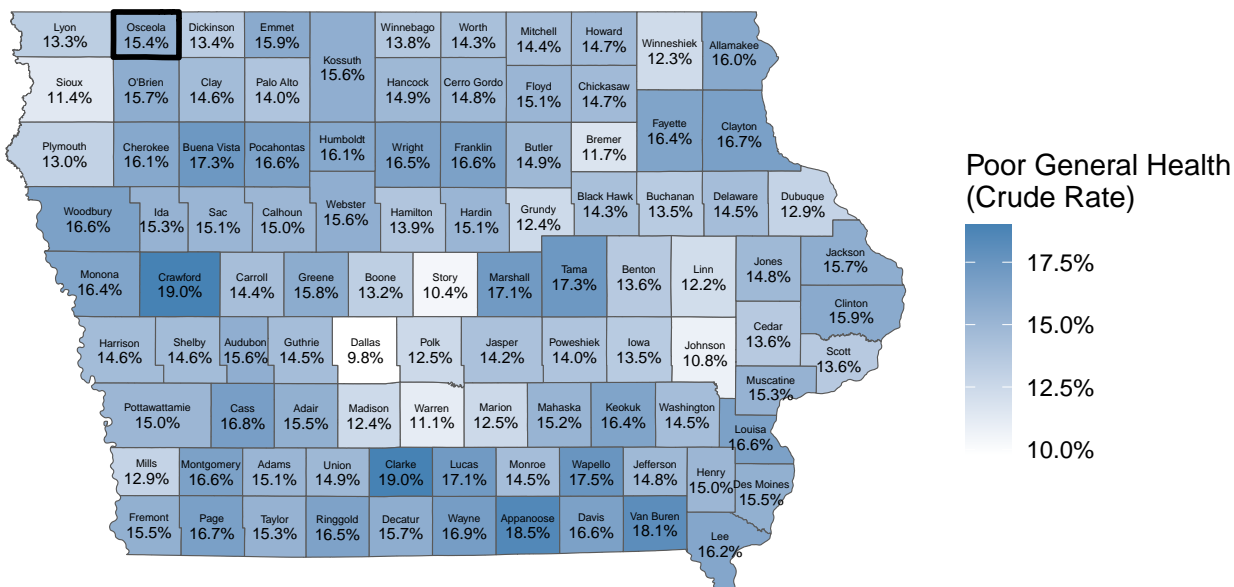 Lyon
13.3%
Osceola
15.4%
Dickinson
13.4%
Emmet
15.9%
Kossuth
15.6%
Winnebago
13.8%
Worth
14.3%
Mitchell
14.4%
Howard
14.7%
Winneshiek
12.3%
Allamakee
16.0%
Sioux
11.4%
O'Brien
15.7%
Clay
14.6%
Palo Alto
14.0%
Hancock
14.9%
Cerro Gordo
14.8%
Floyd
15.1%
Chickasaw
14.7%
Fayette
16.4%
Clayton
16.7%
Plymouth
13.0%
Cherokee
16.1%
Buena Vista
17.3%
Pocahontas
16.6%
Humboldt
16.1%
Wright
16.5%
Franklin
16.6%
Butler
14.9%
Bremer
11.7%
Woodbury
16.6%
Ida
15.3%
Sac
15.1%
Calhoun
15.0%
Webster
15.6%
Hamilton
13.9%
Hardin
15.1%
Grundy
12.4%
Black Hawk
14.3%
Buchanan
13.5%
Delaware
14.5%
Dubuque
12.9%
Monona
16.4%
Crawford
19.0%
Carroll
14.4%
Greene
15.8%
Boone
13.2%
Story
10.4%
Marshall
17.1%
Tama
17.3%
Benton
13.6%
Linn
12.2%
Jones
14.8%
Jackson
15.7%
Clinton
15.9%
Harrison
14.6%
Shelby
14.6%
Audubon
15.6%
Guthrie
14.5%
Dallas
9.8%
Polk
12.5%
Jasper
14.2%
Poweshiek
14.0%
Iowa
13.5%
Johnson
10.8%
Cedar
13.6%
Scott
13.6%
Muscatine
15.3%
Pottawattamie
15.0%
Cass
16.8%
Adair
15.5%
Madison
12.4%
Warren
11.1%
Marion
12.5%
Mahaska
15.2%
Keokuk
16.4%
Washington
14.5%
Louisa
16.6%
Mills
12.9%
Montgomery
16.6%
Adams
15.1%
Union
14.9%
Clarke
19.0%
Lucas
17.1%
Monroe
14.5%
Wapello
17.5%
Jefferson
14.8%
Henry
15.0%
Des Moines
15.5%
Fremont
15.5%
Page
16.7%
Taylor
15.3%
Ringgold
16.5%
Decatur
15.7%
Wayne
16.9%
Appanoose
18.5%
Davis
16.6%
Van Buren
18.1%
Lee
16.2%
Poor General Health
(Crude Rate)
17.5%
15.0%
12.5%
10.0%